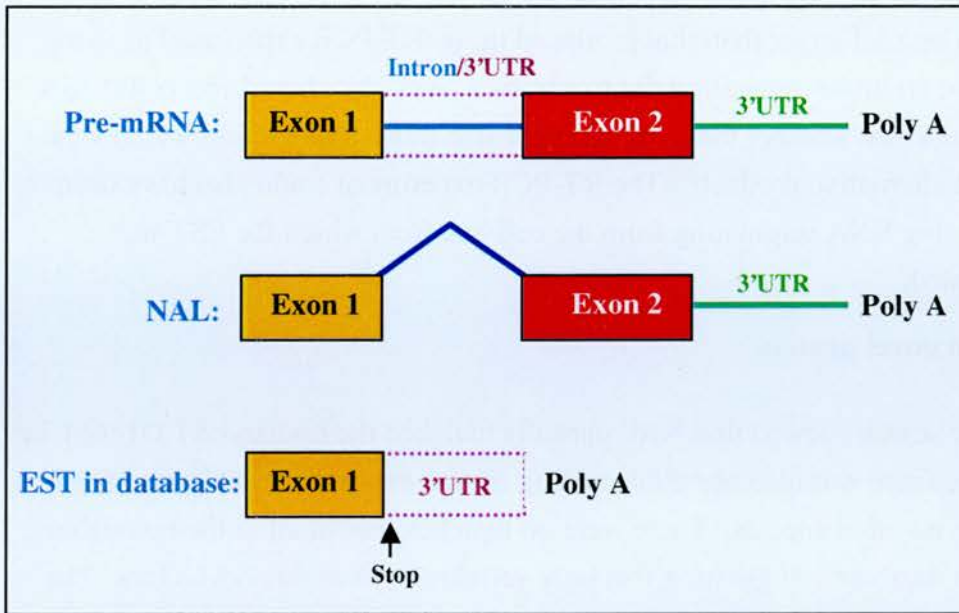 Intron/3'UTR
Pre-mRNA: Exon 1 Exon 2 3'UTR Poly A
NAL: Exon 1 Exon 2 3'UTR Poly A
EST in database: Exon 1 3'UTR Poly A
Stop